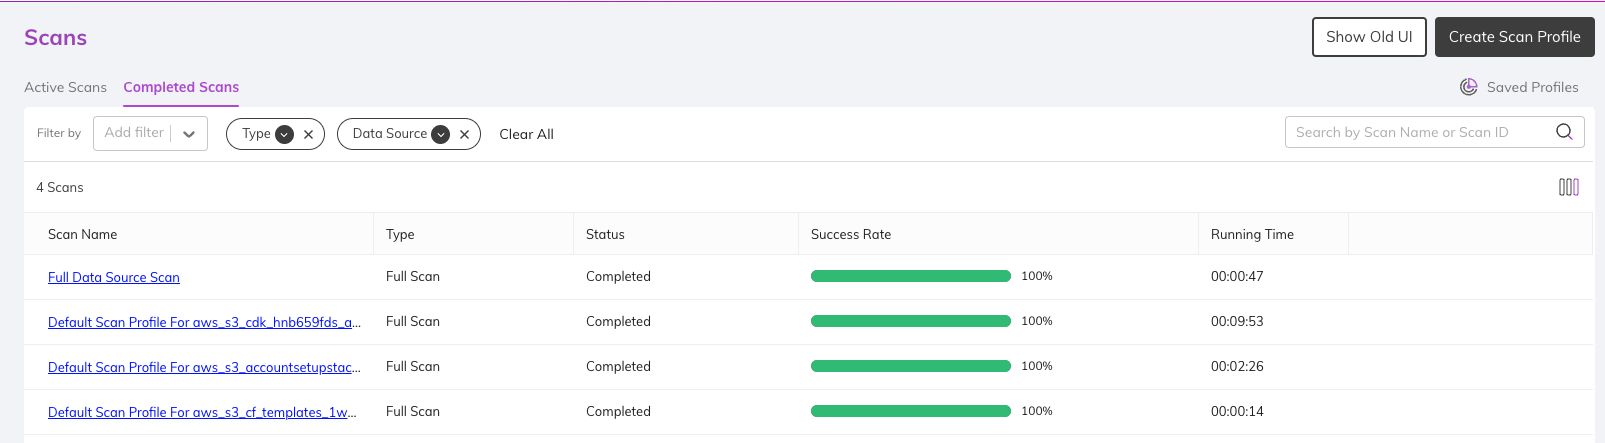 Scans
Show Old UI
Create Scan Profile
Active Scans
Completed Scans
Saved Profiles
Filter by
Add filter
Type
Data Source
Clear All
Search by Scan Name or Scan ID
4 Scans
Scan Name Type Status Success Rate Running Time
Full Data Source Scan Full Scan Completed 100% 00:00:47
Default Scan Profile For aws_s3_cdk_hnb659fds_a... Full Scan Completed 100% 00:09:53
Default Scan Profile For aws_s3_accountsetupstac... Full Scan Completed 100% 00:02:26
Default Scan Profile For aws_s3_cf_templates_1w... Full Scan Completed 100% 00:00:14